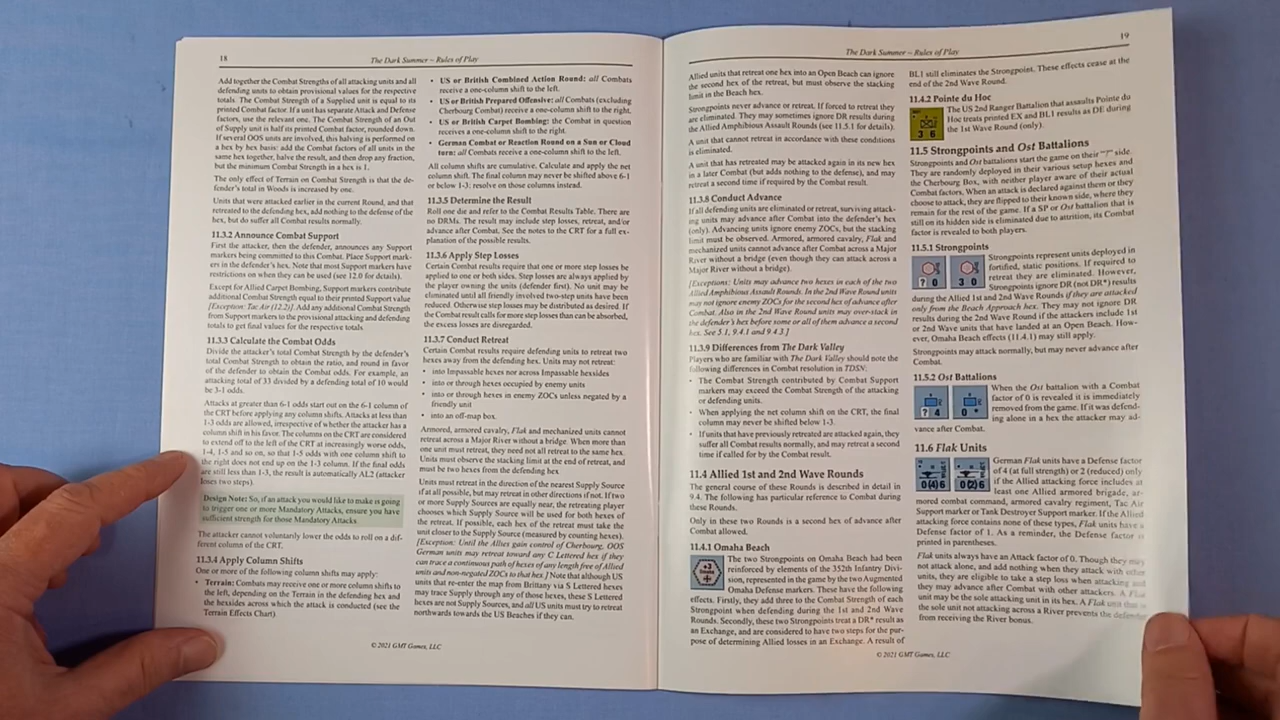 18
The Dark Summer ~ Rules of Play
Add together the Combat Strengths of all attacking units and all
defending units to obtain provisional values for the respective
totals. The Combat Strength of a Supplied unit is equal to its
printed Combat Factor. If a unit has separate Attack and Defense
factors, use the relevant one. The Combat Strength of an Out
of Supply unit is half its printed Combat Factor, rounded down.
If several OOS units are involved, this halving is performed on
a hex by hex basis: add the Combat factors of all units in the
same hex together, halve the result, and then drop any fraction,
but the minimum Combat Strength in a hex is 1.
The only effect of Terrain on Combat Strength is that the de-
fender's total in Woods is increased by one.
Units that were attacked earlier in the current Round, and that
retreated to the defending hex, add nothing to the defense of the
hex, but do suffer all Combat results normally.
11.3.2 Announce Combat Support
First the attacker, then the defender, announces any Support
markers being committed to this Combat. Place Support mark-
ers in the defender's hex. Note that most Support markers have
restrictions on when they can be used (see 12.0 for details).
Except for Allied Carpet Bombing, Support markers contribute
additional Combat Strength equal to their printed Support value
[Exception: Tac Air (12.2)]. Add any additional Combat Strength
from Support markers to the provisional attacking and defending
totals to get final values for the respective totals.
11.3.3 Calculate the Combat Odds
Divide the attacker's total Combat Strength by the defender's
total Combat Strength to obtain the ratio, and round in favor
of the defender to obtain the Combat odds. For example, an
attacking total of 33 divided by a defending total of 10 would
be 3-1 odds.
Attacks at greater than 6-1 odds start out on the 6-1 column of
the CRT before applying any column shifts. Attacks at less than
1-3 odds are allowed, irrespective of whether the attacker has a
column shift in his favor. The columns on the CRT are considered
to extend off to the left of the CRT at increasingly worse odds,
1-4, 1-5 and so on, so that 1-5 odds with one column shift to
the right does not end up on the 1-3 column. If the final odds
are still less than 1-3, the result is automatically AL2 (attacker
loses two steps).
Design Note: So, if an attack you would like to make is going
to trigger one or more Mandatory Attacks, ensure you have
sufficient strength for those Mandatory Attacks
The attacker cannot voluntarily lower the odds to roll on a dif-
ferent column of the CRT.
11.3.4 Apply Column Shifts
One or more of the following column shifts may apply:
• Terrain: Combats may receive one or more column shifts to
the left, depending on the Terrain in the defending hex and
the hexsides across which the attack is conducted (see the
Terrain Effects Chart)
• US or British Combined Action Round: all Combats
receive a one-column shift to the left.
• US or British Prepared Offensive: all Combats (excluding
Cherbourg Combat) receive a one-column shift to the right.
• US or British Carpet Bombing: the Combat in question
receives a one-column shift to the right.
• German Combat or Reaction Round on a Sun or Cloud
turn: all Combats receive a one-column shift to the left.
All column shifts are cumulative. Calculate and apply the net
column shift. The final column may never be shifted above 6-1
or below 1-3: resolve on those columns instead.
11.3.5 Determine the Result
Roll one die and refer to the Combat Results Table. There are
no DRMs. The result may include step losses, retreat, and/or
advance after Combat. See the notes to the CRT for a full ex-
planation of the possible results.
11.3.6 Apply Step Losses
Certain Combat results require that one or more step losses be
applied to one or both sides. Step losses are always applied by
the player owning the units (defender first). No unit may be
eliminated until all friendly involved two-step units have been
reduced. Otherwise step losses may be distributed as desired. If
the Combat result calls for more step losses than can be absorbed,
the excess losses are disregarded.
11.3.7 Conduct Retreat
Certain Combat results require defending units to retreat two
hexes away from the defending hex. Units may not retreat:
• into Impassable hexes nor across Impassable hexsides
• into or through hexes occupied by enemy units
• into or through hexes in enemy ZOCs unless negated by a
friendly unit
• into an off-map box.
Armored, armored cavalry, Flak and mechanized units cannot
retreat across a Major River without a bridge. When more than
one unit must retreat, they need not all retreat to the same hex.
Units must observe the stacking limit at the end of retreat, and
must be two hexes from the defending hex.
Units must retreat in the direction of the nearest Supply Source
if at all possible, but may retreat in other directions if not. If two
or more Supply Sources are equally near, the retreating player
chooses which Supply Source will be used for both hexes of
the retreat. If possible, each hex of the retreat must take the
unit closer to the Supply Source (measured by counting hexes).
[Exception: Until the Allies gain control of Cherbourg, OOS
German units may retreat toward any C Lettered hex if they
can trace a continuous path of hexes of any length free of Allied
units and non-negated ZOCs to that hex.] Note that although US
units that re-enter the map from Brittany via S Lettered hexes
may trace Supply through any of those hexes, these S Lettered
hexes are not Supply Sources, and all US units must try to retreat
northwards towards the US Beaches if they can.
© 2021 GMT Games, LLC
The Dark Summer ~ Rules of Play
19
Allied units that retreat one hex into an Open Beach can ignore
the second hex of the retreat, but must observe the stacking
limit in the Beach hex.
Strongpoints never advance or retreat. If forced to retreat they
are eliminated. They may sometimes ignore DR results during
the Allied Amphibious Assault Rounds (see 11.5.1 for details).
A unit that cannot retreat in accordance with these conditions
is eliminated.
A unit that has retreated may be attacked again in its new hex
in a later Combat (but adds nothing to the defense), and may
retreat a second time if required by the Combat result.
11.3.8 Conduct Advance
If all defending units are eliminated or retreat, surviving attack-
ing units may advance after Combat into the defender's hex
(only). Advancing units ignore enemy ZOCs, but the stacking
limit must be observed. Armored, armored cavalry, Flak and
mechanized units cannot advance after Combat across a Major
River without a bridge (even though they can attack across a
Major River without a bridge).
[Exceptions: Units may advance two hexes in each of the two
Allied Amphibious Assault Rounds. In the 2nd Wave Round units
may not ignore enemy ZOCs for the second hex of advance after
Combat. Also in the 2nd Wave Round units may over-stack in
the defender's hex before some or all of them advance a second
hex. See 5.1, 9.4.1 and 9.4.3.]
11.3.9 Differences from The Dark Valley
Players who are familiar with The Dark Valley should note the
following differences in Combat resolution in TDSN:
• The Combat Strength contributed by Combat Support
markers may exceed the Combat Strength of the attacking
or defending units.
• When applying the net column shift on the CRT, the final
column may never be shifted below 1-3.
• If units that have previously retreated are attacked again, they
suffer all Combat results normally, and may retreat a second
time if called for by the Combat result.
11.4 Allied 1st and 2nd Wave Rounds
The general course of these Rounds is described in detail in
9.4. The following has particular reference to Combat during
these Rounds.
Only in these two Rounds is a second hex of advance after
Combat allowed.
11.4.1 Omaha Beach
The two Strongpoints on Omaha Beach had been
reinforced by elements of the 352th Infantry Divi-
sion, represented in the game by the two Augmented
Omaha Defense markers. These have the following
effects. Firstly, they add three to the Combat Strength of each
Strongpoint when defending during the 1st and 2nd Wave
Rounds. Secondly, these two Strongpoints treat a DR* result as
an Exchange, and are considered to have two steps for the pur-
pose of determining Allied losses in an Exchange. A result of
BL1 still eliminates the Strongpoint. These effects cease at the
end of the 2nd Wave Round.
11.4.2 Pointe du Hoc
3 6
The US 2nd Ranger Battalion that assaults Pointe du
Hoc treats printed EX and BL1 results as DE during
the 1st Wave Round (only).
11.5 Strongpoints and Ost Battalions
Strongpoints and Ost battalions start the game on their "?" side.
They are randomly deployed in their various setup hexes and
the Cherbourg Box, with neither player aware of their actual
Combat factors. When an attack is declared against them or they
choose to attack, they are flipped to their known side, where they
remain for the rest of the game. If a SP or Ost battalion that is
still on its hidden side is eliminated due to attrition, its Combat
factor is revealed to both players.
11.5.1 Strongpoints
? 0
3 0
Strongpoints represent units deployed in
fortified, static positions. If required to
retreat they are eliminated. However,
Strongpoints ignore DR (not DR*) results
during the Allied 1st and 2nd Wave Rounds if they are attacked
only from the Beach Approach hex. They may not ignore DR
results during the 2nd Wave Round if the attackers include 1st
or 2nd Wave units that have landed at an Open Beach. How-
ever, Omaha Beach effects (11.4.1) may still apply.
Strongpoints may attack normally, but may never advance after
Combat.
11.5.2 Ost Battalions
? 4
0 *
When the Ost battalion with a Combat
factor of 0 is revealed it is immediately
removed from the game. If it was defend-
ing alone in a hex the attacker may ad-
vance after Combat.
11.6 Flak Units
0(4)6
0(2)6
German Flak units have a Defense factor
of 4 (at full strength) or 2 (reduced) only
if the Allied attacking force includes at
least one Allied armored brigade, ar-
mored combat command, armored cavalry regiment, Tac Air
Support marker or Tank Destroyer Support marker. If the Allied
attacking force contains none of these types, Flak units have a
Defense factor of 1. As a reminder, the Defense factor is
printed in parentheses.
Flak units always have an Attack factor of 0. Though they may
not attack alone, and add nothing when they attack with other
units, they are eligible to take a step loss when attacking and
they may advance after Combat with other attackers. A Flak
unit may be the sole attacking unit in its hex. A Flak unit that is
the sole unit attacking across a River prevents the defender
from receiving the River bonus.
© 2021 GMT Games, LLC